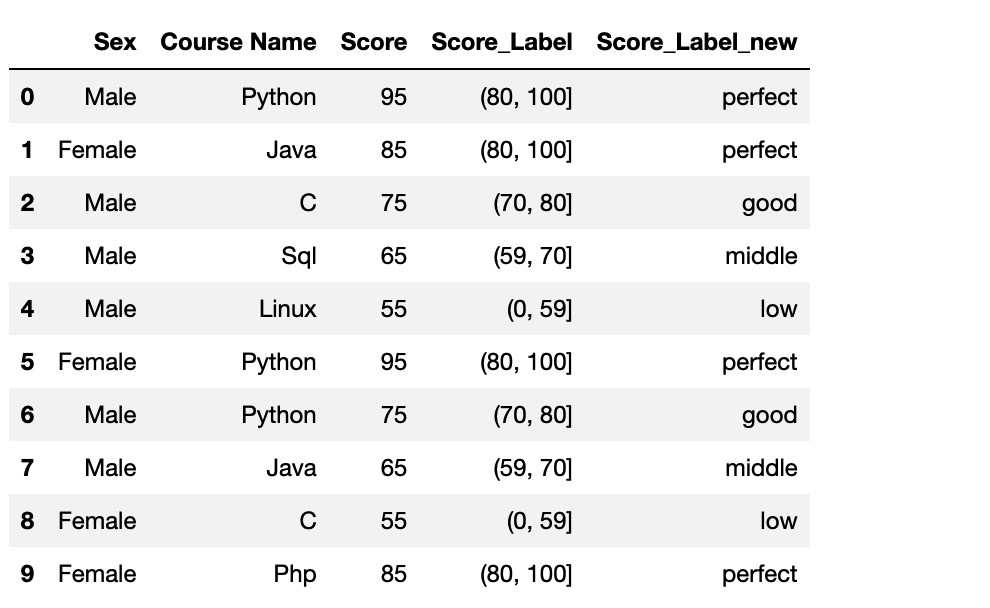 Sex Course Name Score Score_Label Score_Label_new
0 Male Python 95 (80, 100] perfect
1 Female Java 85 (80, 100] perfect
2 Male C 75 (70, 80] good
3 Male Sql 65 (59, 70] middle
4 Male Linux 55 (0, 59] low
5 Female Python 95 (80, 100] perfect
6 Male Python 75 (70, 80] good
7 Male Java 65 (59, 70] middle
8 Female C 55 (0, 59] low
9 Female Php 85 (80, 100] perfect